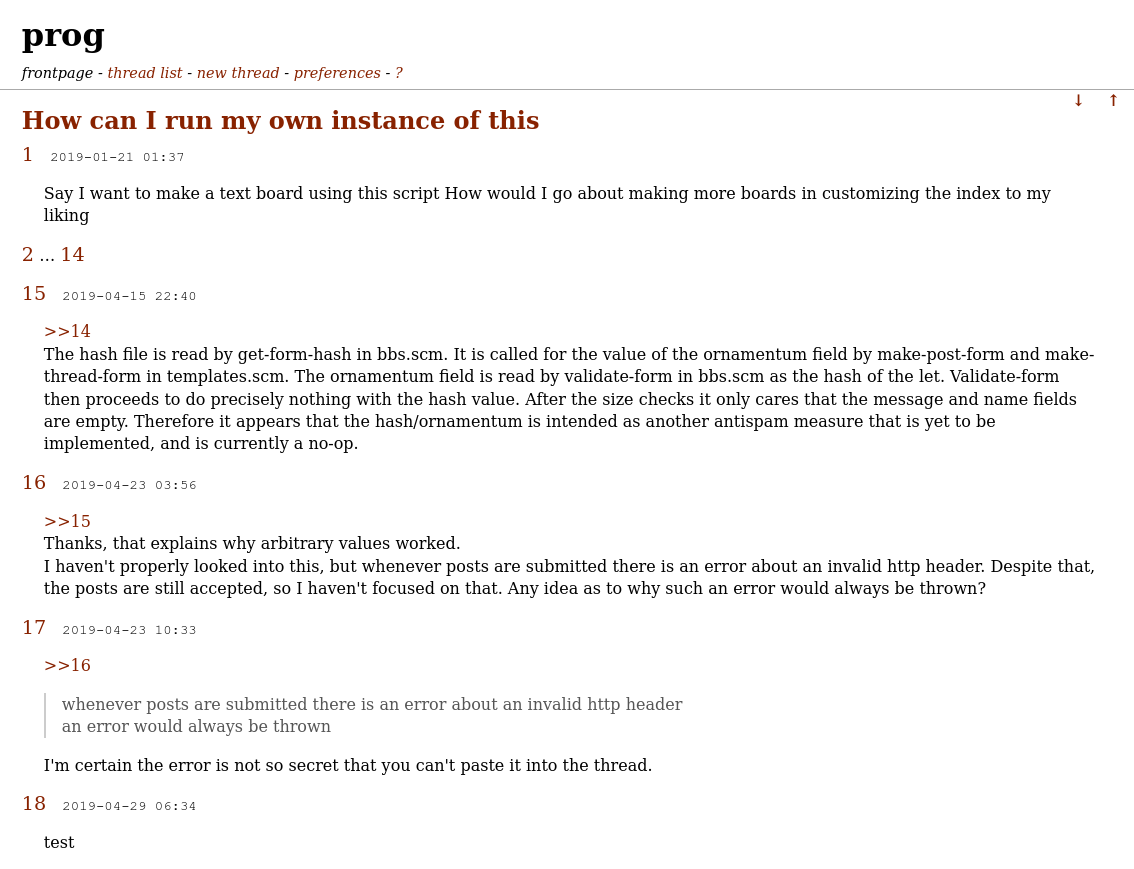 prog
frontpage - thread list - new thread - preferences - ?
↓ ↑
How can I run my own instance of this
1 2019-01-21 01:37
Say I want to make a text board using this script How would I go about making more boards in customizing the index to my
liking
2 ... 14
15 2019-04-15 22:40
>>14
The hash file is read by get-form-hash in bbs.scm. It is called for the value of the ornamentum field by make-post-form and make-
thread-form in templates.scm. The ornamentum field is read by validate-form in bbs.scm as the hash of the let. Validate-form
then proceeds to do precisely nothing with the hash value. After the size checks it only cares that the message and name fields
are empty. Therefore it appears that the hash/ornamentum is intended as another antispam measure that is yet to be
implemented, and is currently a no-op.
16 2019-04-23 03:56
>>15
Thanks, that explains why arbitrary values worked.
I haven't properly looked into this, but whenever posts are submitted there is an error about an invalid http header. Despite that,
the posts are still accepted, so I haven't focused on that. Any idea as to why such an error would always be thrown?
17 2019-04-23 10:33
>>16
whenever posts are submitted there is an error about an invalid http header
an error would always be thrown
I'm certain the error is not so secret that you can't paste it into the thread.
18 2019-04-29 06:34
test